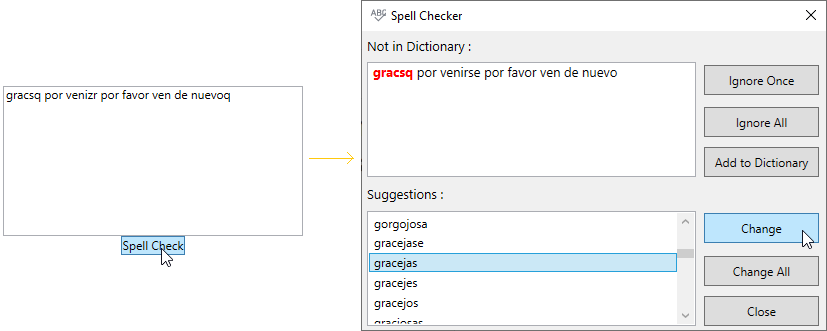 gracsq por venizr por favor ven de nuevoq
Spell Check
ABC Spell Checker
Not in Dictionary :
gracsq por venirse por favor ven de nuevo
Ignore Once
Ignore All
Add to Dictionary
Suggestions :
gorgojosa
gracejase
gracejas
gracejes
gracejos
graciosas
Change
Change All
Close